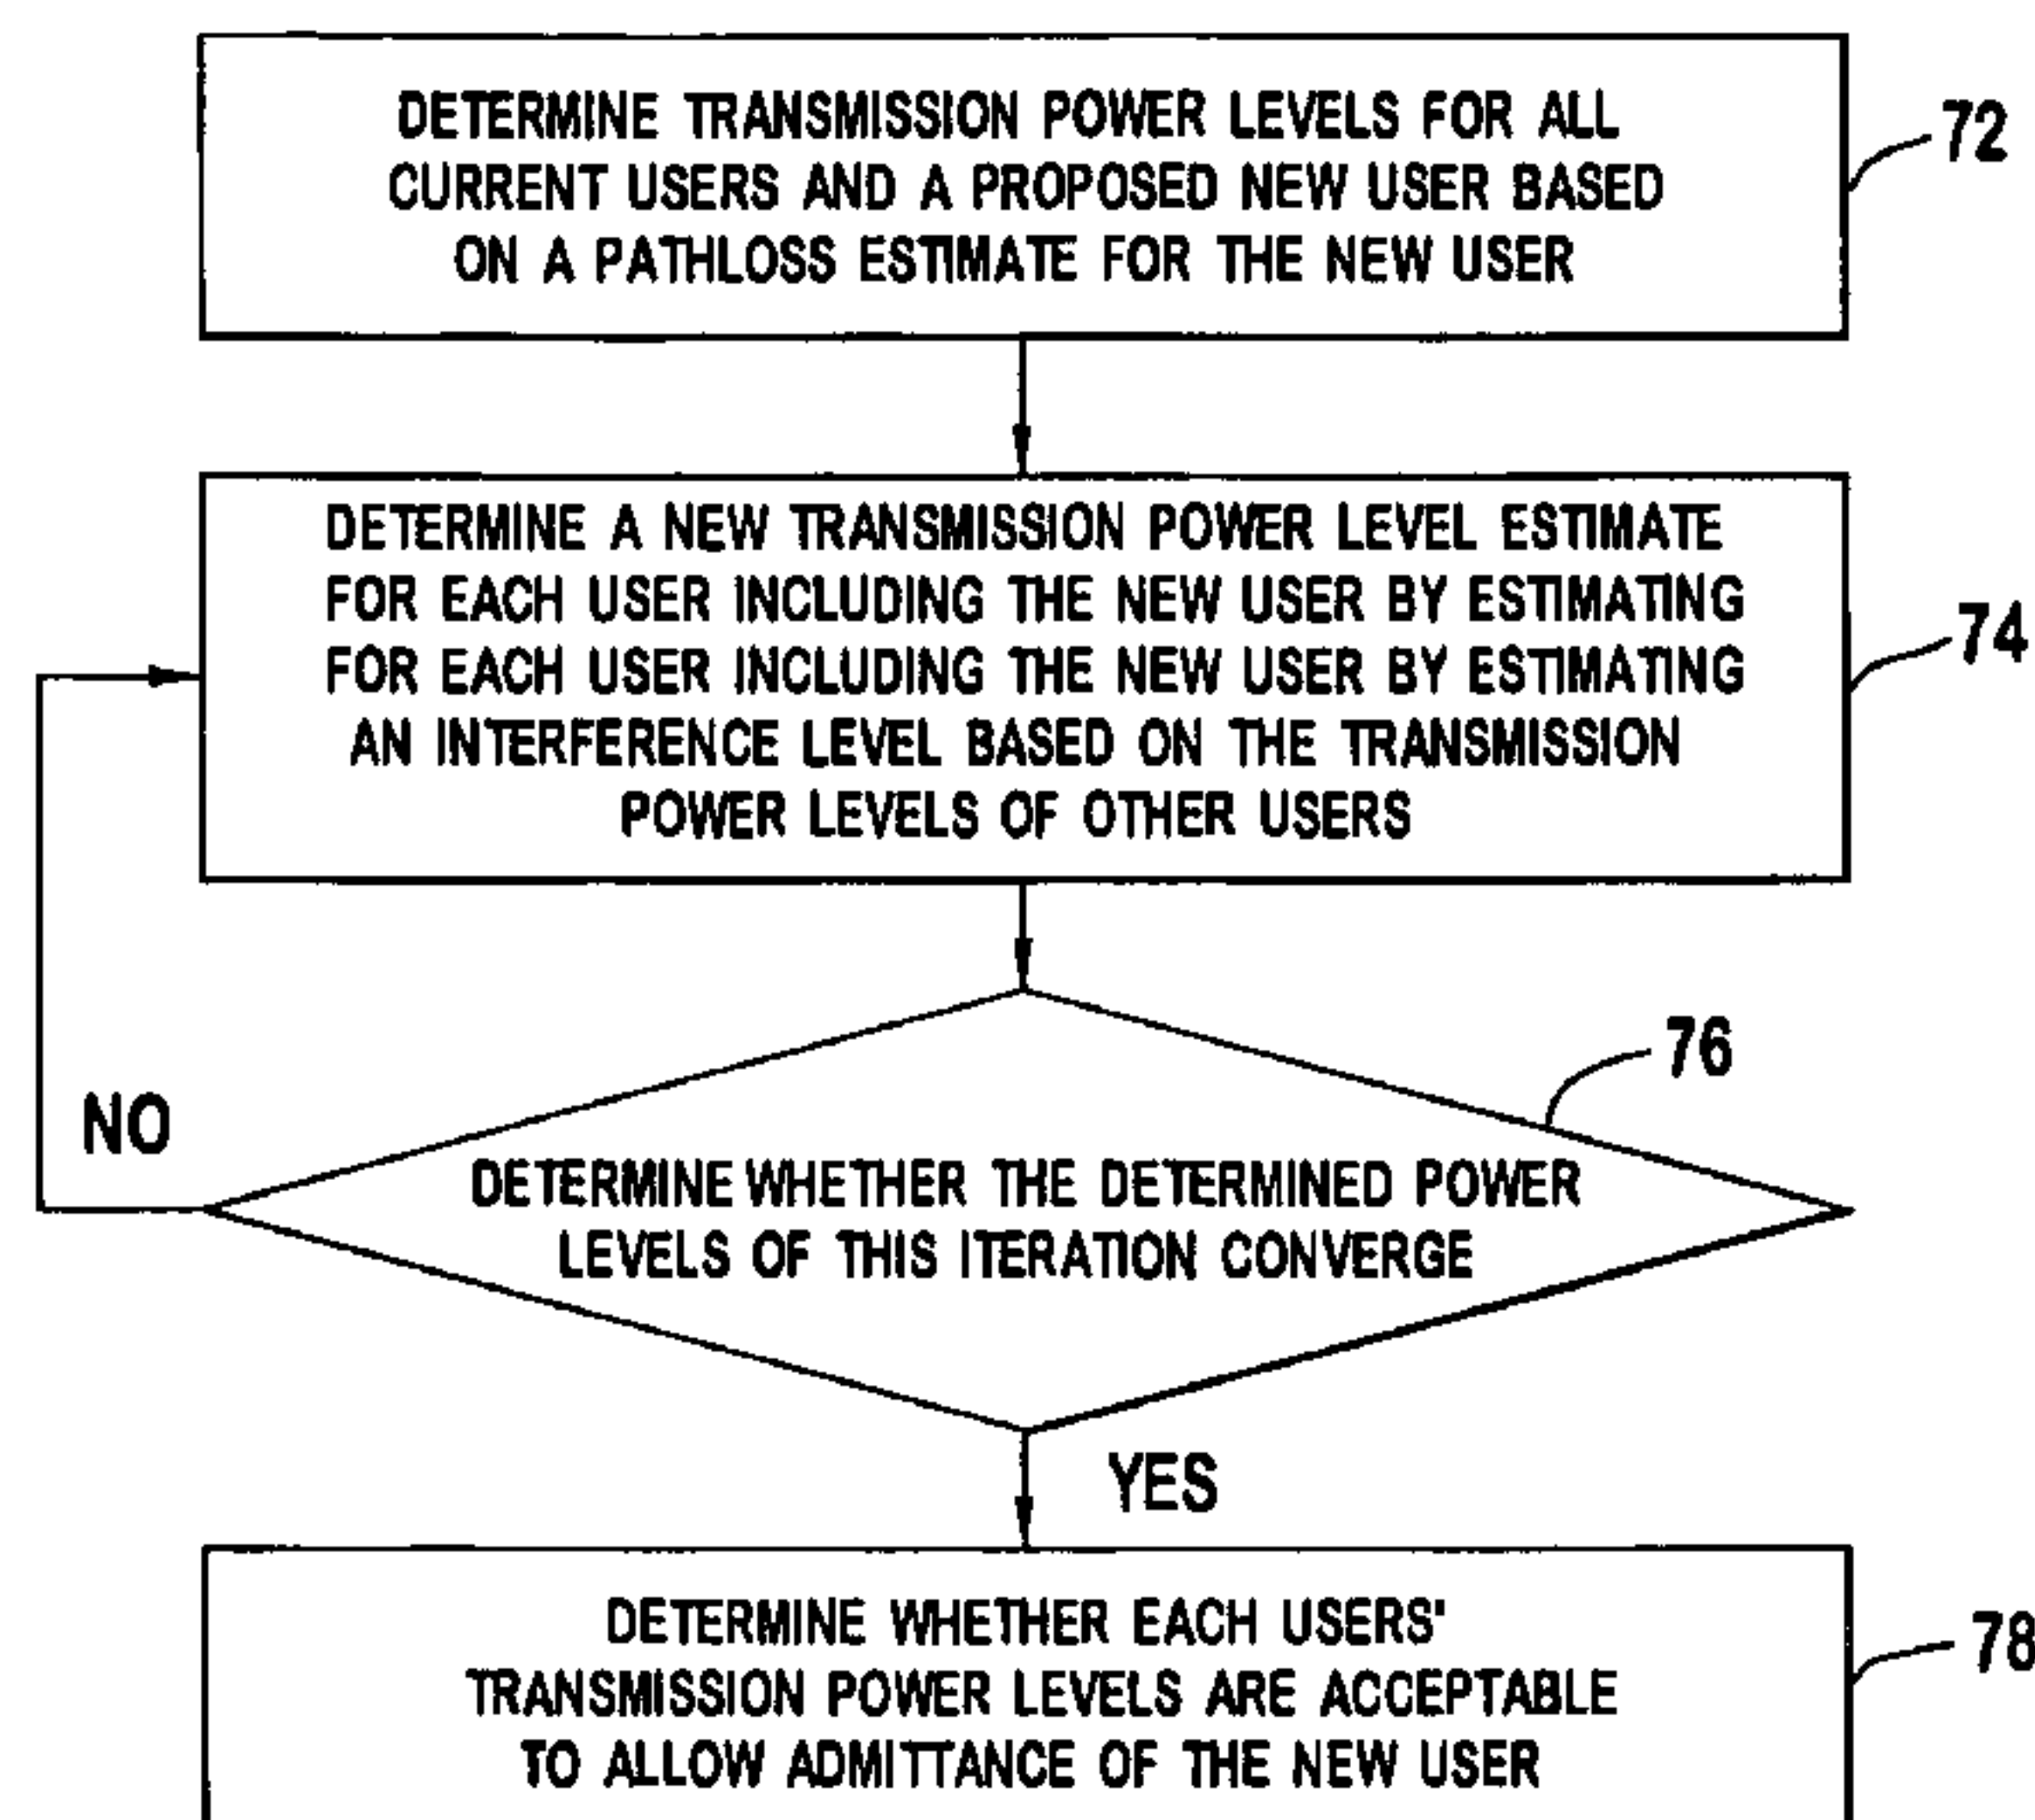 DETERMINE TRANSMISSION POWER LEVELS FOR ALL
CURRENT USERS AND A PROPOSED NEW USER BASED
ON A PATHLOSS ESTIMATE FOR THE NEW USER
72
DETERMINE A NEW TRANSMISSION POWER LEVEL ESTIMATE
FOR EACH USER INCLUDING THE NEW USER BY ESTIMATING
FOR EACH USER INCLUDING THE NEW USER BY ESTIMATING
AN INTERFERENCE LEVEL BASED ON THE TRANSMISSION
POWER LEVELS OF OTHER USERS
74
76
NO
DETERMINE WHETHER THE DETERMINED POWER
LEVELS OF THIS ITERATION CONVERGE
YES
DETERMINE WHETHER EACH USERS'
TRANSMISSION POWER LEVELS ARE ACCEPTABLE
TO ALLOW ADMITTANCE OF THE NEW USER
78